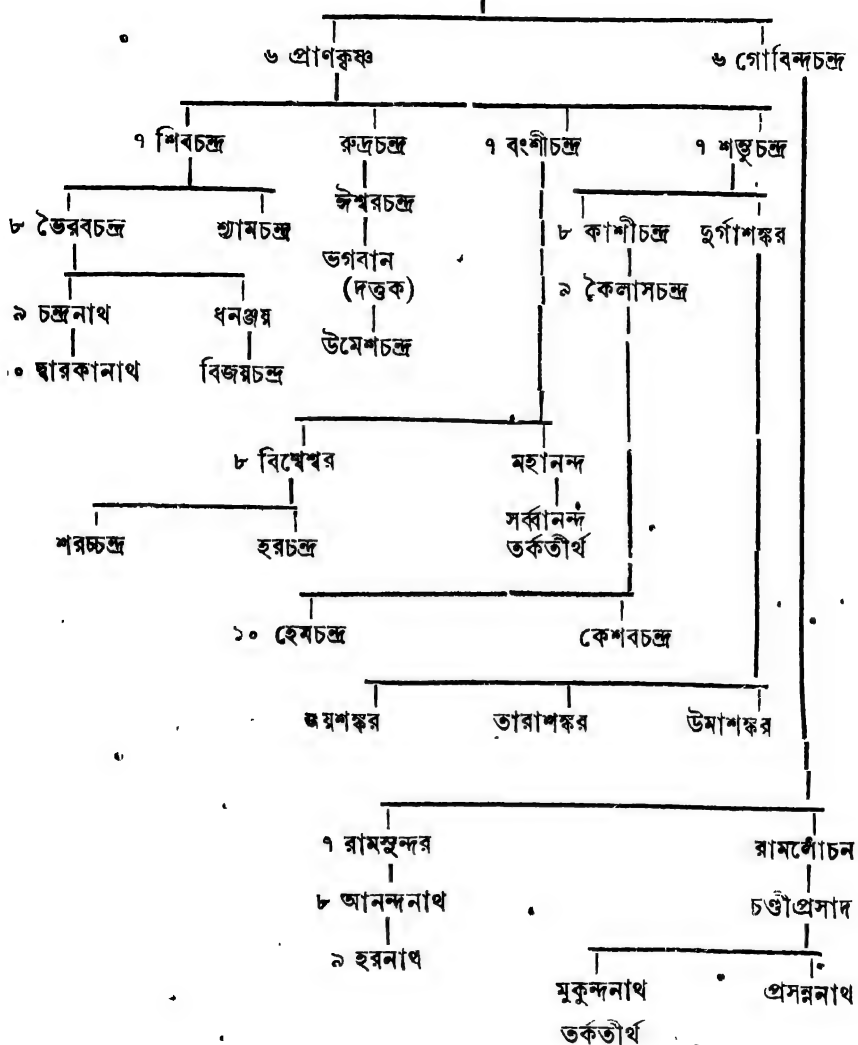 ৬ প্রাণকৃষ্ণ ৬ গোবিন্দচন্দ্র
৭ শিবচন্দ্র রুদ্রচন্দ্র ৭ বংশীচন্দ্র ৭ শম্ভুচন্দ্র
ঈশ্বরচন্দ্র
৮ ভৈরবচন্দ্র শ্যামচন্দ্র ৮ কাশীচন্দ্র দুর্গাশঙ্কর
ভগবান
(দত্তক)
৯ চন্দ্রনাথ ধনঞ্জয় ৯ কৈলাসচন্দ্র
উমেশচন্দ্র
০ দ্বারকানাথ বিজয়চন্দ্র
৮ বিশ্বেশ্বর মহানন্দ
সর্ব্বানন্দ
শরচ্চন্দ্র হরচন্দ্র তর্কতীর্থ
১০ হেমচন্দ্র কেশবচন্দ্র
জয়শঙ্কর তারাশঙ্কর উমাশঙ্কর
৭ রামসুন্দর রামলোচন
৮ আনন্দনাথ চণ্ডীপ্রসাদ
৯ হরনাথ
মুকুন্দনাথ প্রসন্ননাথ
তর্কতীর্থ